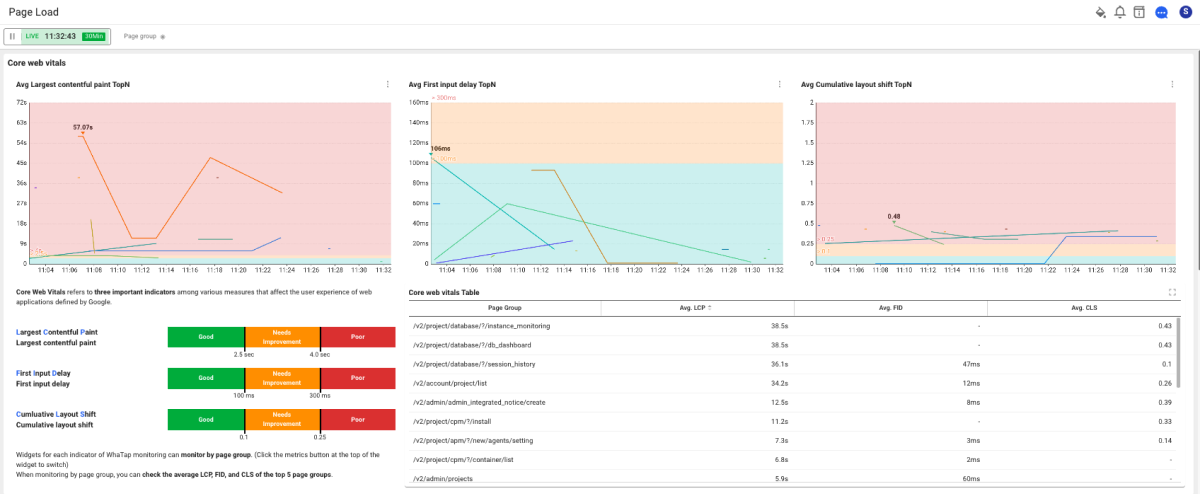 Page Load
S
LIVE 11:32:43 30Min
Page group
Core web vitals
Avg Largest contentful paint TopN
72s
63s
54s
45s
36s
27s
18s
9s
0
57.07s
11:04 11:06 11:08 11:10 11:12 11:14 11:16 11:18 11:20 11:22 11:24 11:26 11:28 11:30 11:32
Avg First input delay TopN
> 300ms
160ms
140ms
120ms
100ms
80ms
60ms
40ms
20ms
0
106ms
11:04 11:06 11:08 11:10 11:12 11:14 11:16 11:18 11:20 11:22 11:24 11:26 11:28 11:30 11:32
Avg Cumulative layout shift TopN
2
1.75
1.5
1.25
1
0.75
0.5
0.25
0
0.48
> 0.25
11:04 11:06 11:08 11:10 11:12 11:14 11:16 11:18 11:20 11:22 11:24 11:26 11:28 11:30 11:32
Core Web Vitals refers to three important indicators among various measures that affect the user experience of web
applications defined by Google.
Largest Contentful Paint
Largest contentful paint
Good
Needs
Improvement
Poor
2.5 sec
4.0 sec
First Input Delay
First input delay
Good
Needs
Improvement
Poor
100 ms
300 ms
Cumluative Layout Shift
Cumulative layout shift
Good
Needs
Improvement
Poor
0.1
0.25
Widgets for each indicator of WhaTap monitoring can monitor by page group. (Click the metrics button at the top of the
widget to switch)
When monitoring by page group, you can check the average LCP, FID, and CLS of the top 5 page groups.
Core web vitals Table
Page Group Avg. LCP Avg. FID Avg. CLS
/v2/project/database/?/instance_monitoring 38.5s - 0.43
/v2/project/database/?/db_dashboard 38.5s - 0.43
/v2/project/database/?/session_history 36.1s 47ms 0.1
/v2/account/project/list 34.2s 12ms 0.26
/v2/admin/admin_integrated_notice/create 12.5s 8ms 0.39
/v2/project/cpm/?/install 11.2s - 0.33
/v2/project/apm/?/new/agents/setting 7.3s 3ms 0.14
/v2/project/cpm/?/container/list 6.8s 2ms -
/v2/admin/projects 5.9s 60ms -